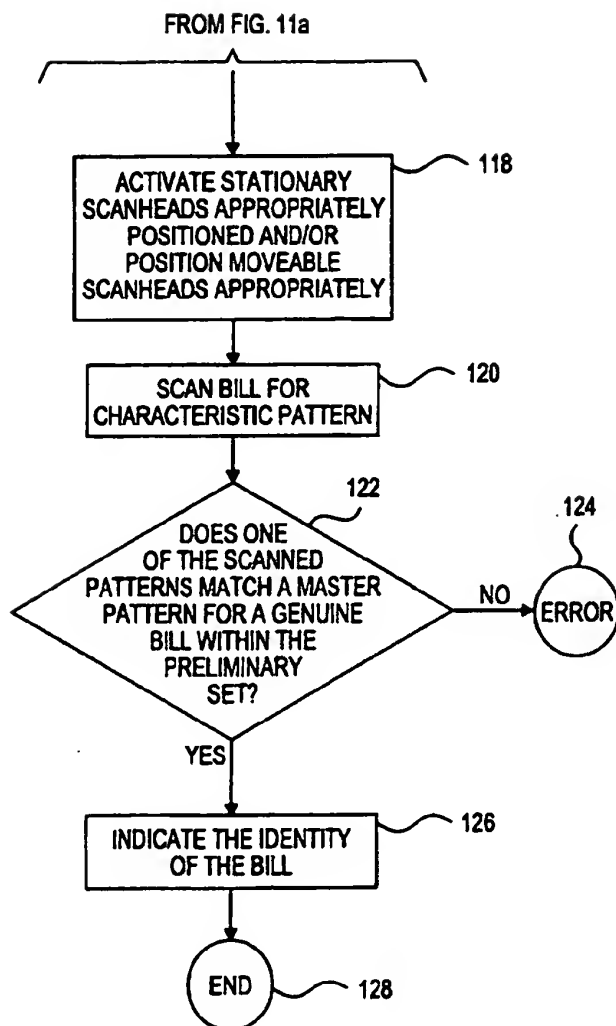 FROM FIG. 11a
ACTIVATE STATIONARY
SCANHEADS APPROPRIATELY
POSITIONED AND/OR
POSITION MOVEABLE
SCANHEADS APPROPRIATELY
118
SCAN BILL FOR
CHARACTERISTIC PATTERN
120
122
DOES ONE
OF THE SCANNED
PATTERNS MATCH A MASTER
PATTERN FOR A GENUINE
BILL WITHIN THE
PRELIMINARY
SET?
NO
124
ERROR
YES
INDICATE THE IDENTITY
OF THE BILL
126
END
128